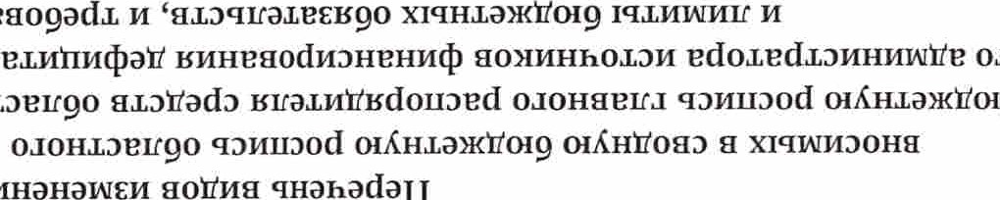 Перечень видов изменени
вносимых в сводную бюджетную роспись областного
юджетную роспись главного распорядителя средств облас
го администратора источников финансирования дефицита
и лимиты бюджетных обязательств, и требов